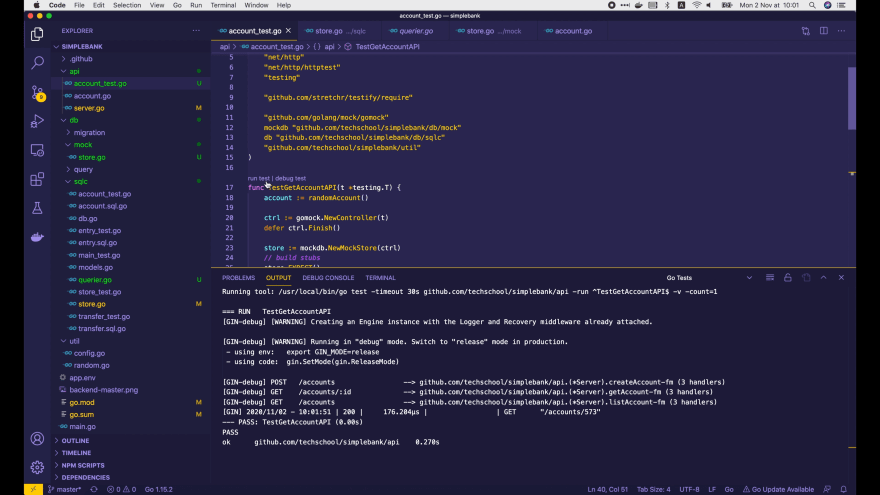 Code File Edit Selection View Go Run Terminal Window Help
Mon 2 Nov at 10:01
account_test.go — simplebank
EXPLORER
SIMPLEBANK
.github
api
account_test.go U
account.go
server.go M
db
migration
mock
store.go U
query
sqlc
account_test.go
account.sql.go
db.go
entry_test.go
entry.sql.go
main_test.go
models.go
querier.go U
store_test.go
store.go M
transfer_test.go
transfer.sql.go
util
config.go
random.go
app.env
backend-master.png
go.mod M
go.sum M
main.go
OUTLINE
TIMELINE
NPM SCRIPTS
DEPENDENCIES
account_test.go store.go .../sqlc querier.go store.go .../mock account.go
api > account_test.go > {} api > TestGetAccountAPI
5 "net/http"
6 "net/http/httptest"
7 "testing"
8
9 "github.com/stretchr/testify/require"
10
11 "github.com/golang/mock/gomock"
12 mockdb "github.com/techschool/simplebank/db/mock"
13 db "github.com/techschool/simplebank/db/sqlc"
14 "github.com/techschool/simplebank/util"
15 )
16
run test | debug test
17 func TestGetAccountAPI(t *testing.T) {
18 account := randomAccount()
19
20 ctrl := gomock.NewController(t)
21 defer ctrl.Finish()
22
23 store := mockdb.NewMockStore(ctrl)
24 // build stubs
25 store.EXPECT()
PROBLEMS OUTPUT DEBUG CONSOLE TERMINAL Go Tests
Running tool: /usr/local/bin/go test -timeout 30s github.com/techschool/simplebank/api -run ^TestGetAccountAPI$ -v -count=1
=== RUN TestGetAccountAPI
[GIN-debug] [WARNING] Creating an Engine instance with the Logger and Recovery middleware already attached.
[GIN-debug] [WARNING] Running in "debug" mode. Switch to "release" mode in production.
- using env: export GIN_MODE=release
- using code: gin.SetMode(gin.ReleaseMode)
[GIN-debug] POST /accounts --> github.com/techschool/simplebank/api.(*Server).createAccount-fm (3 handlers)
[GIN-debug] GET /accounts/:id --> github.com/techschool/simplebank/api.(*Server).getAccount-fm (3 handlers)
[GIN-debug] GET /accounts --> github.com/techschool/simplebank/api.(*Server).listAccount-fm (3 handlers)
[GIN] 2020/11/02 - 10:01:51 | 200 | 176.204µs | | GET "/accounts/573"
--- PASS: TestGetAccountAPI (0.00s)
PASS
ok github.com/techschool/simplebank/api 0.270s
master* 0 0 Go 1.15.2 Ln 40, Col 51 Tab Size: 4 UTF-8 LF Go Go Update Available